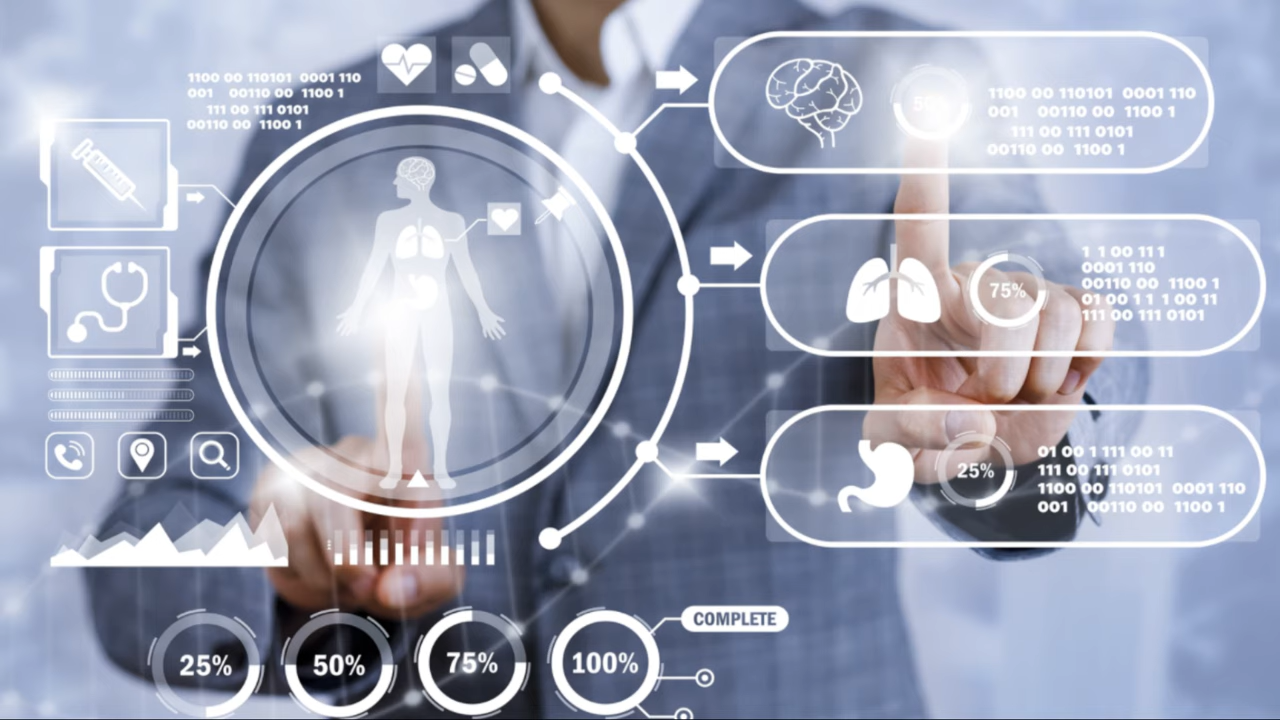 1100 00 110101 0001 110
001 00110 00 1100 1
111 00 111 0101
00110 00 1100 1
50%
1100 00 110101 0001 110
001 00110 00 1100 1
111 00 111 0101
00110 00 1100 1
75%
1 1 00 11 1
0001 110
00110 00 1100 1
01 00 1 1 1 00 11
111 00 111 0101
25%
01 00 1 111 00 11
111 00 111 0101
1100 00 110101 0001 110
001 00110 00 1100 1
25%
50%
75%
100%
COMPLETE